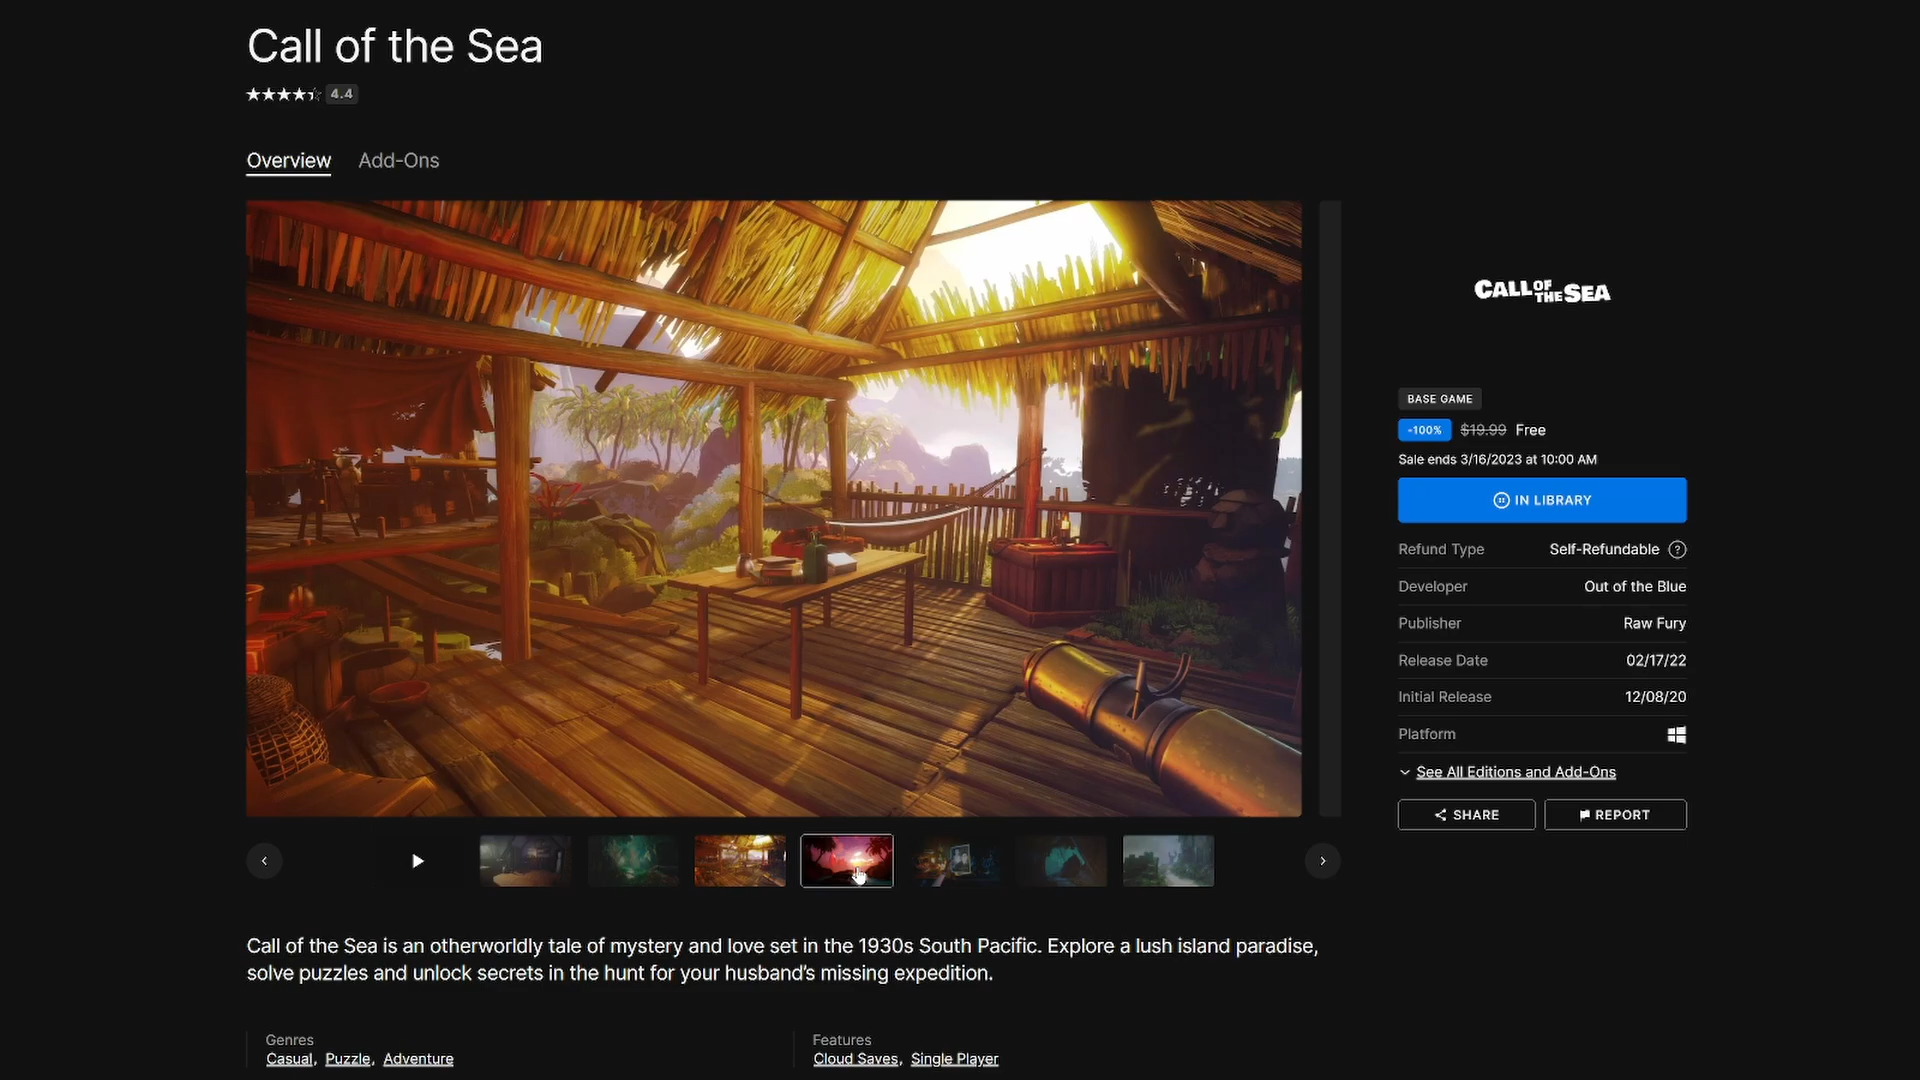 Call of the Sea
4.4
Overview Add-Ons
CALL OF THE SEA
BASE GAME
-100% $19.99 Free
Sale ends 3/16/2023 at 10:00 AM
IN LIBRARY
Refund Type Self-Refundable ?
Developer Out of the Blue
Publisher Raw Fury
Release Date 02/17/22
Initial Release 12/08/20
Platform
See All Editions and Add-Ons
SHARE REPORT
Call of the Sea is an otherworldly tale of mystery and love set in the 1930s South Pacific. Explore a lush island paradise,
solve puzzles and unlock secrets in the hunt for your husband's missing expedition.
Genres Features
Casual, Puzzle, Adventure Cloud Saves, Single Player